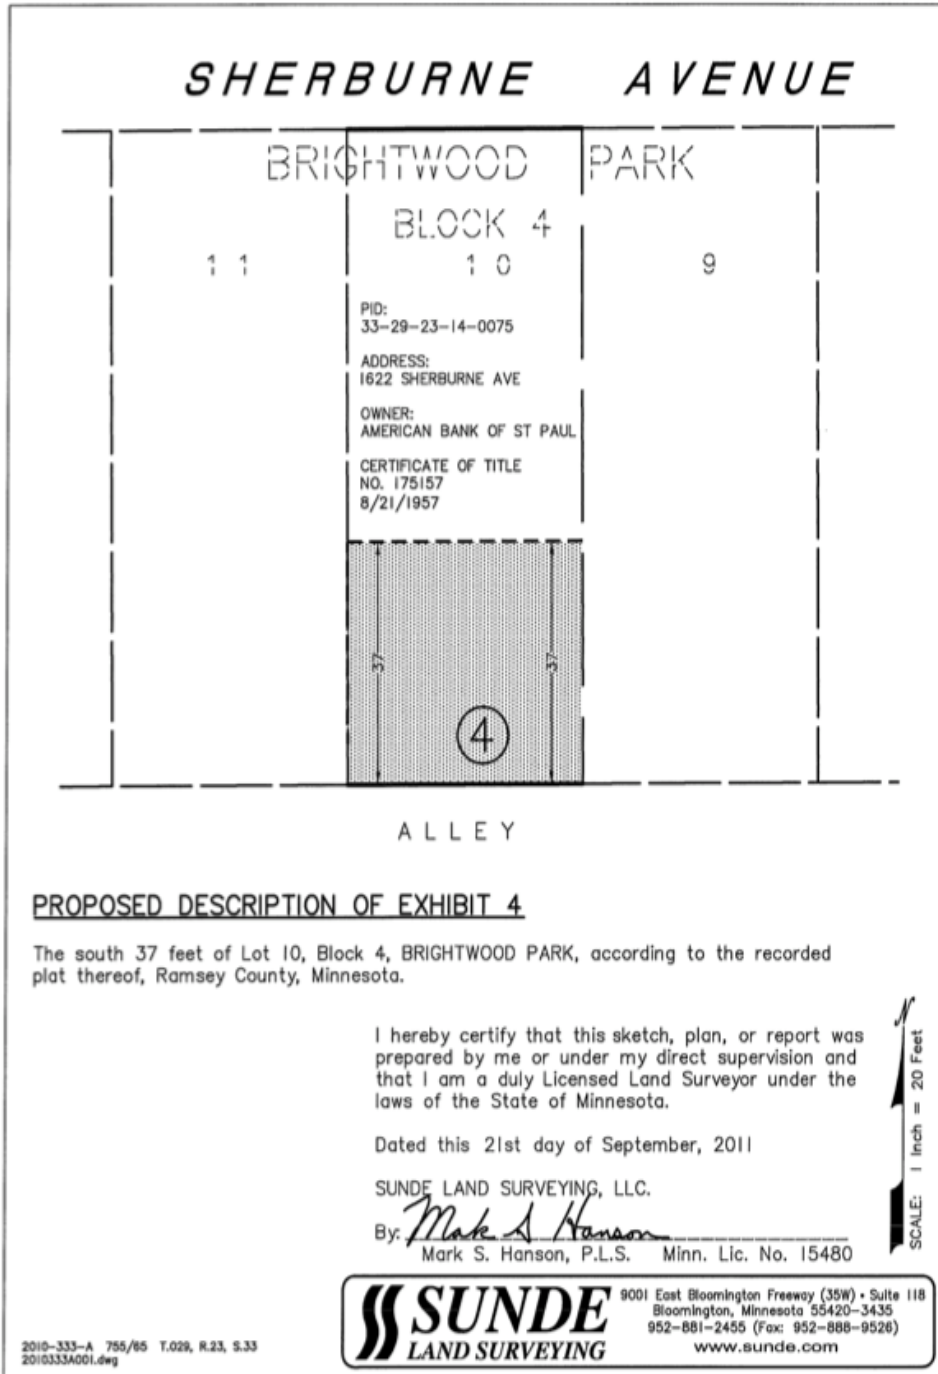 SHERBURNE AVENUE
BRIGHTWOOD PARK
BLOCK 4
11 10 9
PID:
33-29-23-14-0075
ADDRESS:
1622 SHERBURNE AVE
OWNER:
AMERICAN BANK OF ST PAUL
CERTIFICATE OF TITLE
NO. 175157
8/21/1957
37 37
4
ALLEY
PROPOSED DESCRIPTION OF EXHIBIT 4
The south 37 feet of Lot 10, Block 4, BRIGHTWOOD PARK, according to the recorded
plat thereof, Ramsey County, Minnesota.
I hereby certify that this sketch, plan, or report was
prepared by me or under my direct supervision and
that I am a duly Licensed Land Surveyor under the
laws of the State of Minnesota.
Dated this 21st day of September, 2011
SUNDE LAND SURVEYING, LLC.
By: Mark S Hanson
Mark S. Hanson, P.L.S. Minn. Lic. No. 15480
N
SCALE: 1 Inch = 20 Feet
SUNDE
LAND SURVEYING
9001 East Bloomington Freeway (35W) • Suite 118
Bloomington, Minnesota 55420-3435
952-881-2455 (Fax: 952-888-9526)
www.sunde.com
2010-333-A 755/65 T.029, R.23, S.33
2010333A001.dwg